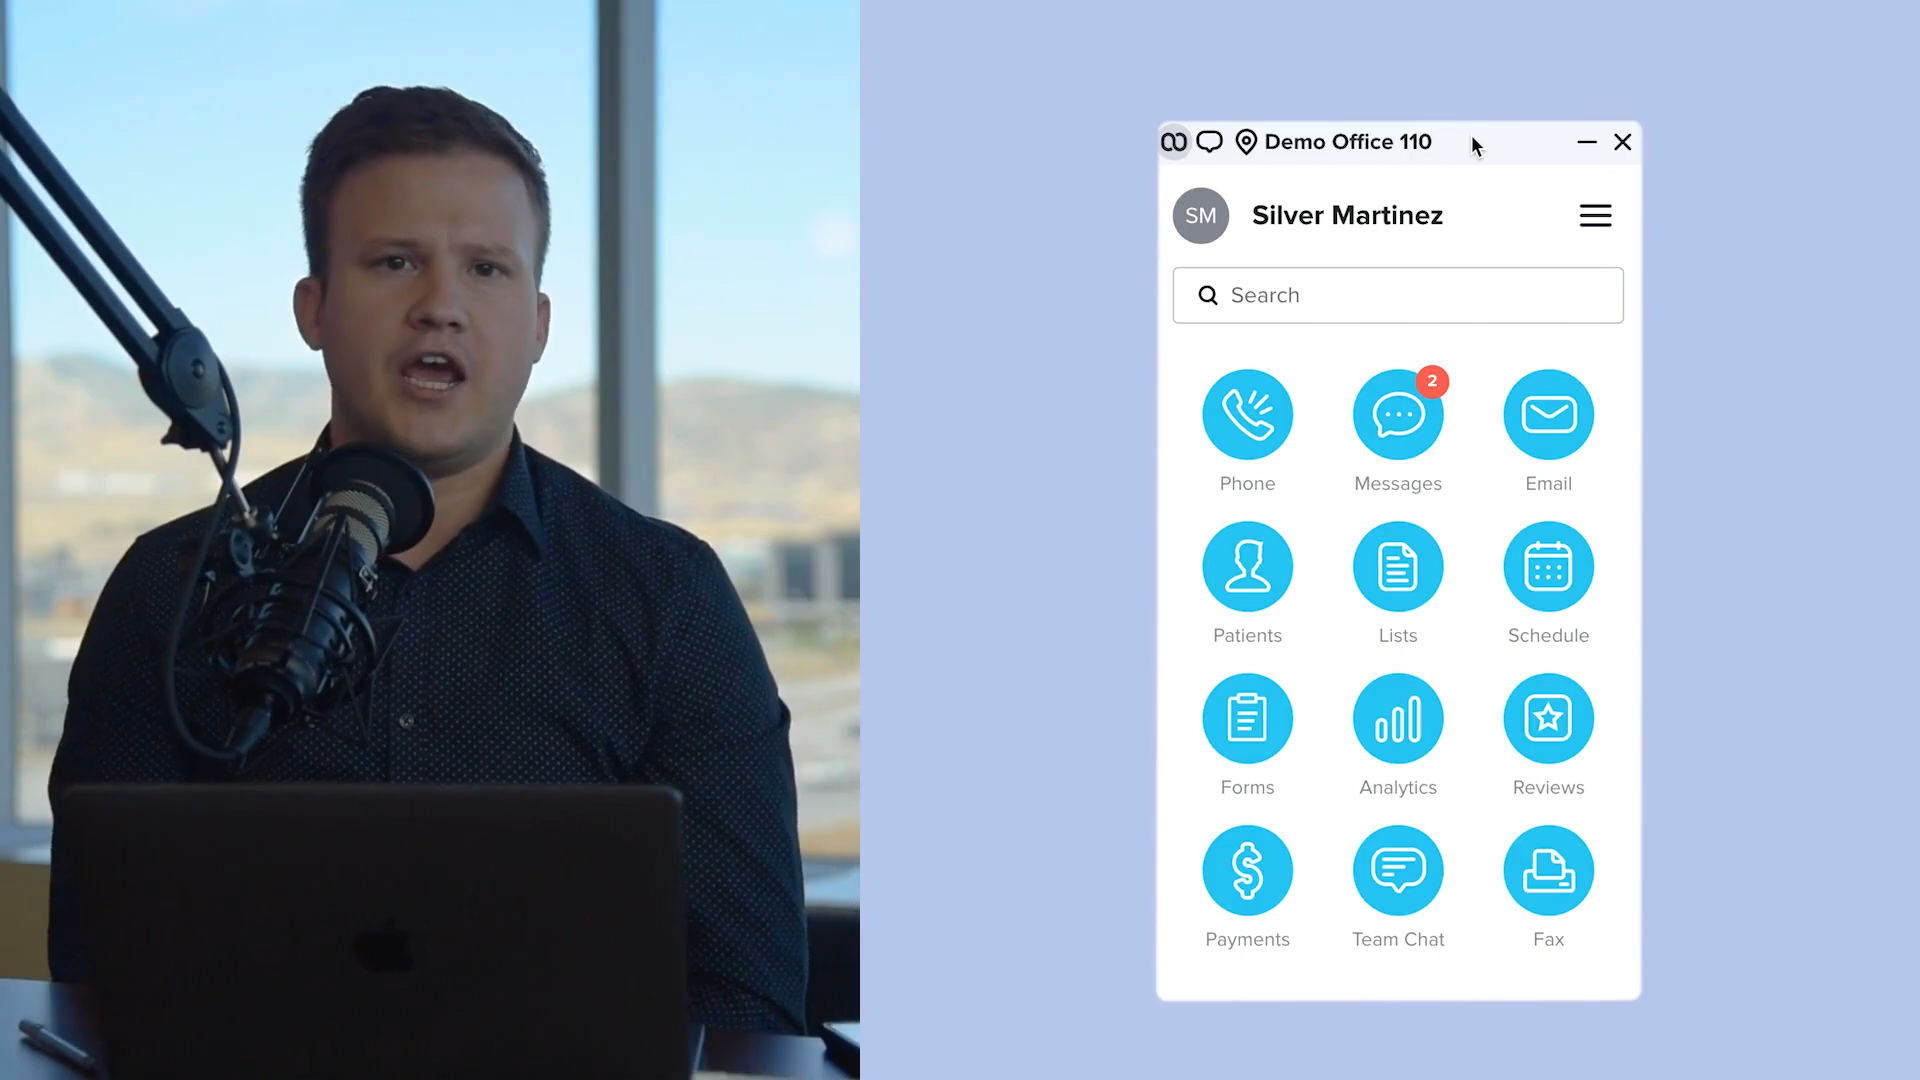 Demo Office 110
SM
Silver Martinez
Search
2
Phone
Messages
Email
Patients
Lists
Schedule
Forms
Analytics
Reviews
Payments
Team Chat
Fax